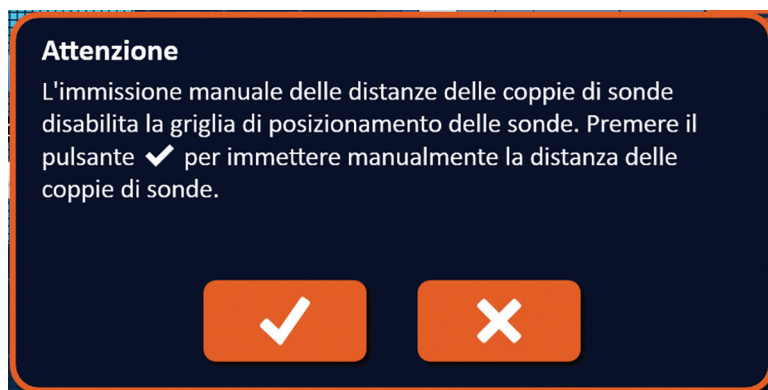 Attenzione
L'immissione manuale delle distanze delle coppie di sonde
disabilita la griglia di posizionamento delle sonde. Premere il
pulsante ✔ per immettere manualmente la distanza delle
coppie di sonde.